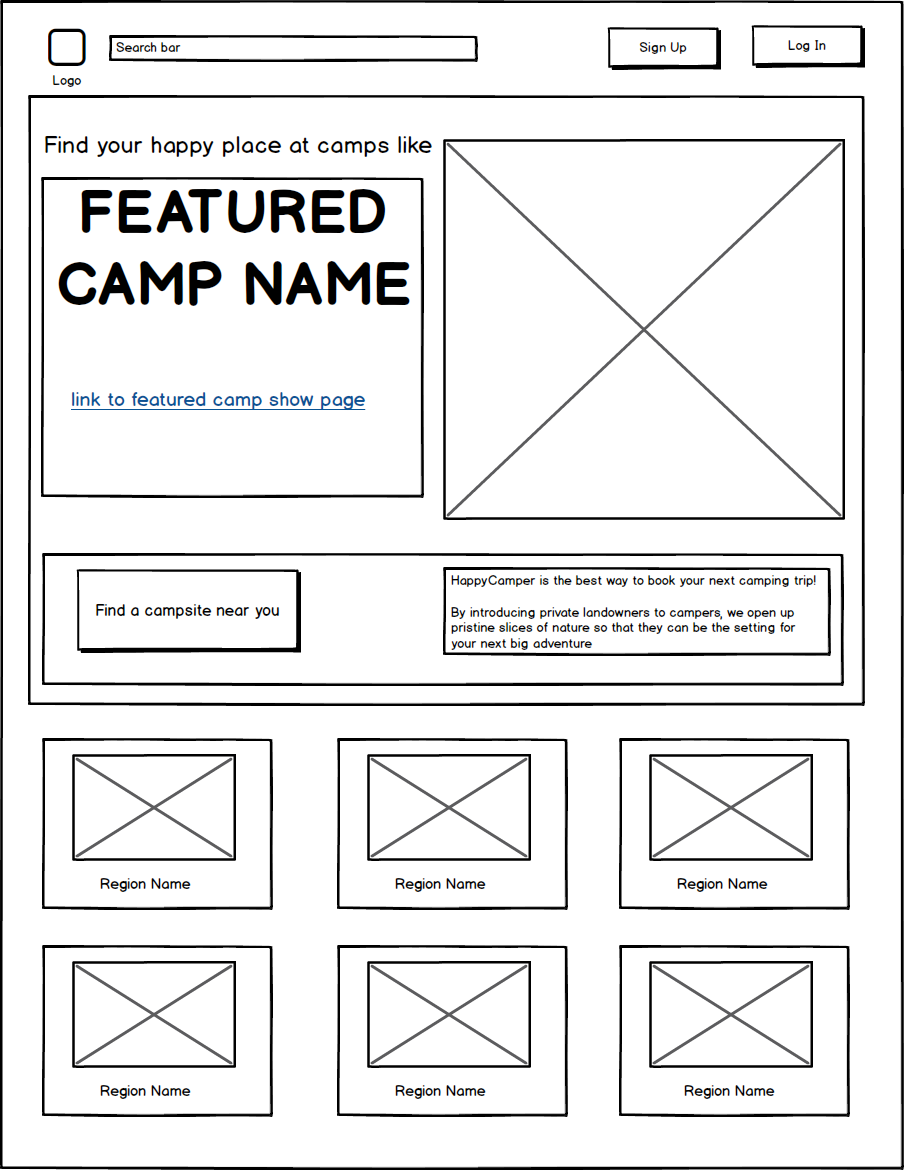 Search bar
Sign Up
Log In
Logo
Find your happy place at camps like
FEATURED
CAMP NAME
link to featured camp show page
Find a campsite near you
HappyCamper is the best way to book your next camping trip!
By introducing private landowners to campers, we open up
pristine slices of nature so that they can be the setting for
your next big adventure
Region Name
Region Name
Region Name
Region Name
Region Name
Region Name